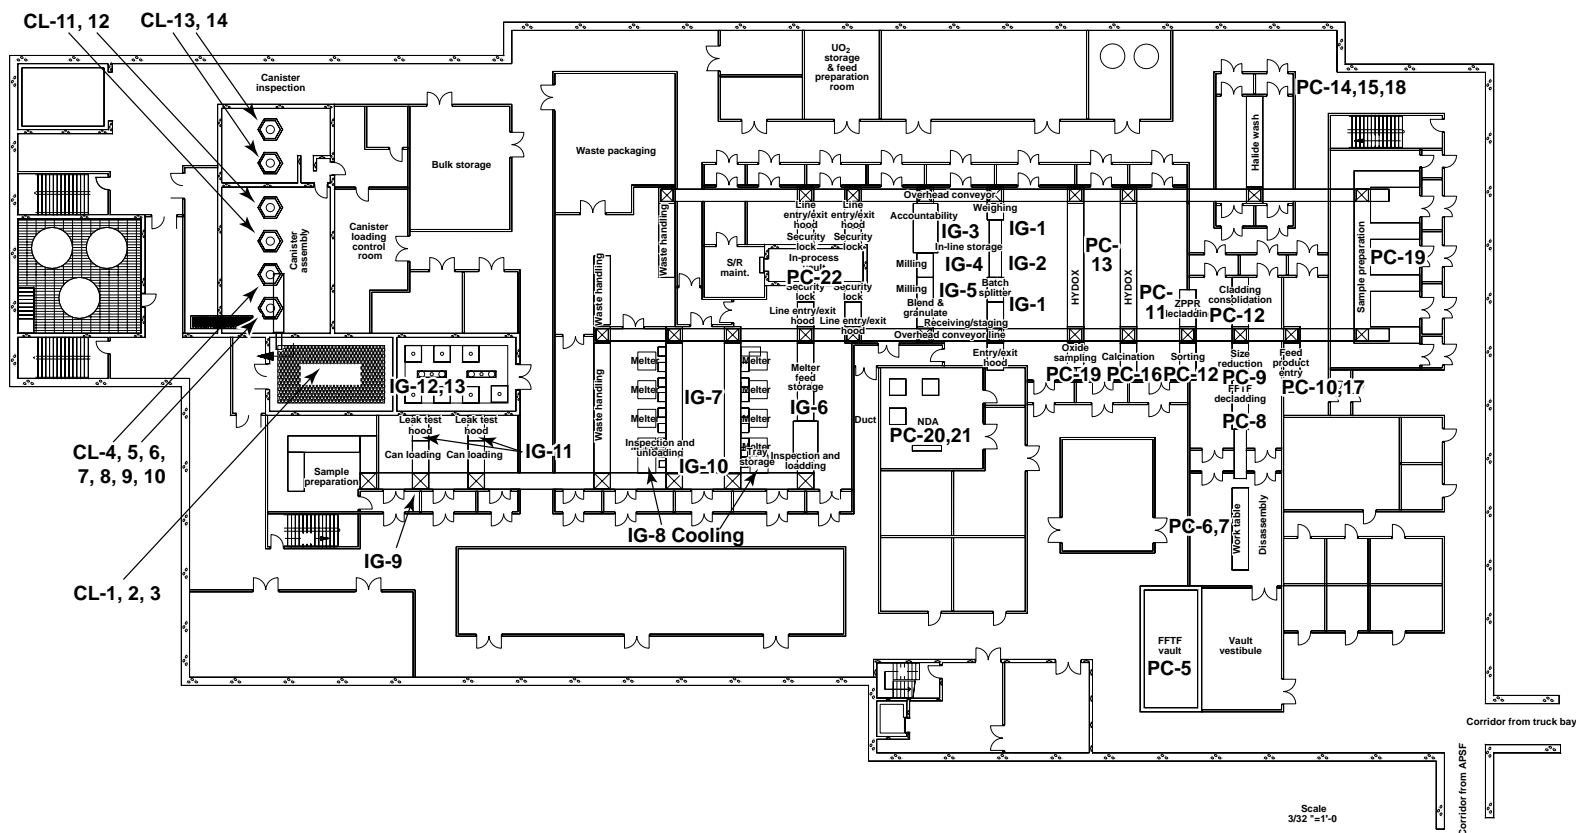 CL-11, 12
CL-13, 14
Canister
inspection
UO2
storage
& feed
preparation
room
PC-14,15,18
Halide wash
Waste packaging
Bulk storage
Canister
assembly
Canister
loading
control
room
Waste handling
Waste handling
S/R
maint.
Line
entry/exit
hood
Security
lock
Line
entry/exit
hood
Security
lock
In-process
PC-22
Security
lock
Security
lock
Line entry/exit
hood
Line entry/exit
hood
Overhead conveyor
Accountability
Weighing
IG-3
IG-1
In-line storage
Milling
IG-4
IG-2
Milling
IG-5
Batch
splitter
IG-1
Blend &
granulate
Receiving/staging
Overhead conveyor line
Entry/exit
hood
HYDOX
PC-
13
HYDOX
PC-
11
ZPPR
Cladding
consolidation
PC-12
Sample preparation
PC-19
Oxide
sampling
PC-19
Calcination
PC-16
Sorting
PC-12
Size
reduction
PC-9
decladding
PC-8
Feed
product
entry
PC-10,17
IG-12,13
Leak test
hood
Can loading
Leak test
hood
Can loading
IG-11
Sample
preparation
Waste handling
Melter
Melter
Melter
Inspection and
unloading
IG-7
IG-10
Melter
Melter
Melter
Melter
Tray
storage
Melter
feed
storage
IG-6
Inspection and
loadding
Duct
NDA
PC-20,21
CL-4, 5, 6,
7, 8, 9, 10
IG-8 Cooling
IG-9
CL-1, 2, 3
PC-6,7
Work table
Disassembly
FFTF
vault
PC-5
Vault
vestibule
Corridor from truck bay
Corridor from APSF
Scale
3/32 "=1'-0